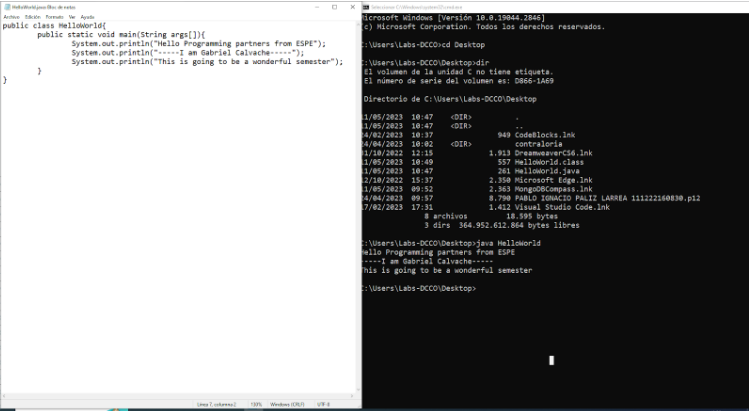 HelloWorld.java: Bloc de notas
Archivo Edición Formato Ver Ayuda
public class HelloWorld{
public static void main(String args[]){
System.out.println("Hello Programming partners from ESPE");
System.out.println("-----I am Gabriel Calvache-----");
System.out.println("This is going to be a wonderful semester");
}
}
Línea 7, columna 2 130% Windows (CRLF) UTF-8
Seleccionar C:\Windows\system32\cmd.exe
Microsoft Windows [Versión 10.0.19044.2846]
(c) Microsoft Corporation. Todos los derechos reservados.
C:\Users\Labs-DCCO>cd Desktop
C:\Users\Labs-DCCO\Desktop>dir
El volumen de la unidad C no tiene etiqueta.
El número de serie del volumen es: D866-1A69
Directorio de C:\Users\Labs-DCCO\Desktop
11/05/2023 10:47 <DIR> .
11/05/2023 10:47 <DIR> ..
24/02/2023 10:37 949 CodeBlocks.lnk
24/04/2023 10:02 <DIR> contraloria
31/10/2022 12:15 1.913 DreamweaverCS6.lnk
11/05/2023 10:49 557 HelloWorld.class
11/05/2023 10:47 261 HelloWorld.java
12/10/2022 15:37 2.350 Microsoft Edge.lnk
11/05/2023 09:52 2.363 MongoDBCompass.lnk
24/04/2023 09:57 8.790 PABLO IGNACIO PALIZ LARREA 111222160830.p12
17/02/2023 17:31 1.412 Visual Studio Code.lnk
8 archivos 18.595 bytes
3 dirs 364.952.612.864 bytes libres
C:\Users\Labs-DCCO\Desktop>java HelloWorld
Hello Programming partners from ESPE
-----I am Gabriel Calvache-----
This is going to be a wonderful semester
C:\Users\Labs-DCCO\Desktop>